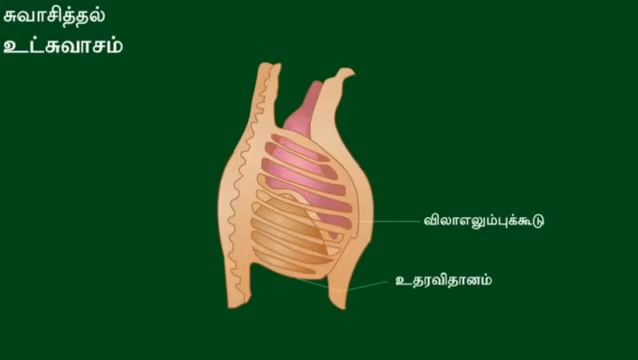 சுவாசித்தல்
உட்சுவாசம்
விலாஎலும்புக்கூடு
உதரவிதானம்